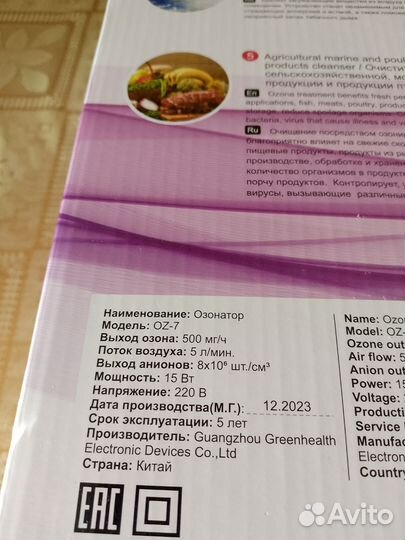 5 Agricultural marine and poul
products cleanser / Очисти
сельскохозяйственной, мо
продукции и продукции п
En Ozone treatment benefits fresh pe
applications, fish, meats, poultry, produc
storage, reduce spoilage organisms
bacteria, virus that cause illness and
Ru Очищение посредством озони
благоприятно влияет на свежие ско
пищевые продукты, продукты из ры
производстве, обработке и хранен
количество организмов в продукте
порчу продуктов. Контролирует, у
вирусы, вызывающие различны
Наименование: Озонатор
Модель: OZ-7
Выход озона: 500 мг/ч
Поток воздуха: 5 л/мин.
Выход анионов: 8x10⁶ шт./см³
Мощность: 15 Вт
Напряжение: 220 В
Дата производства(М.Г.): 12.2023
Срок эксплуатации: 5 лет
Производитель: Guangzhou Greenhealth
Electronic Devices Co.,Ltd
Страна: Китай
Name: Ozo
Model: OZ-
Ozone out
Air flow: 5
Anion out
Power: 15
Voltage:
Productio
Service
Manufac
Electron
Country
EAC
Avito